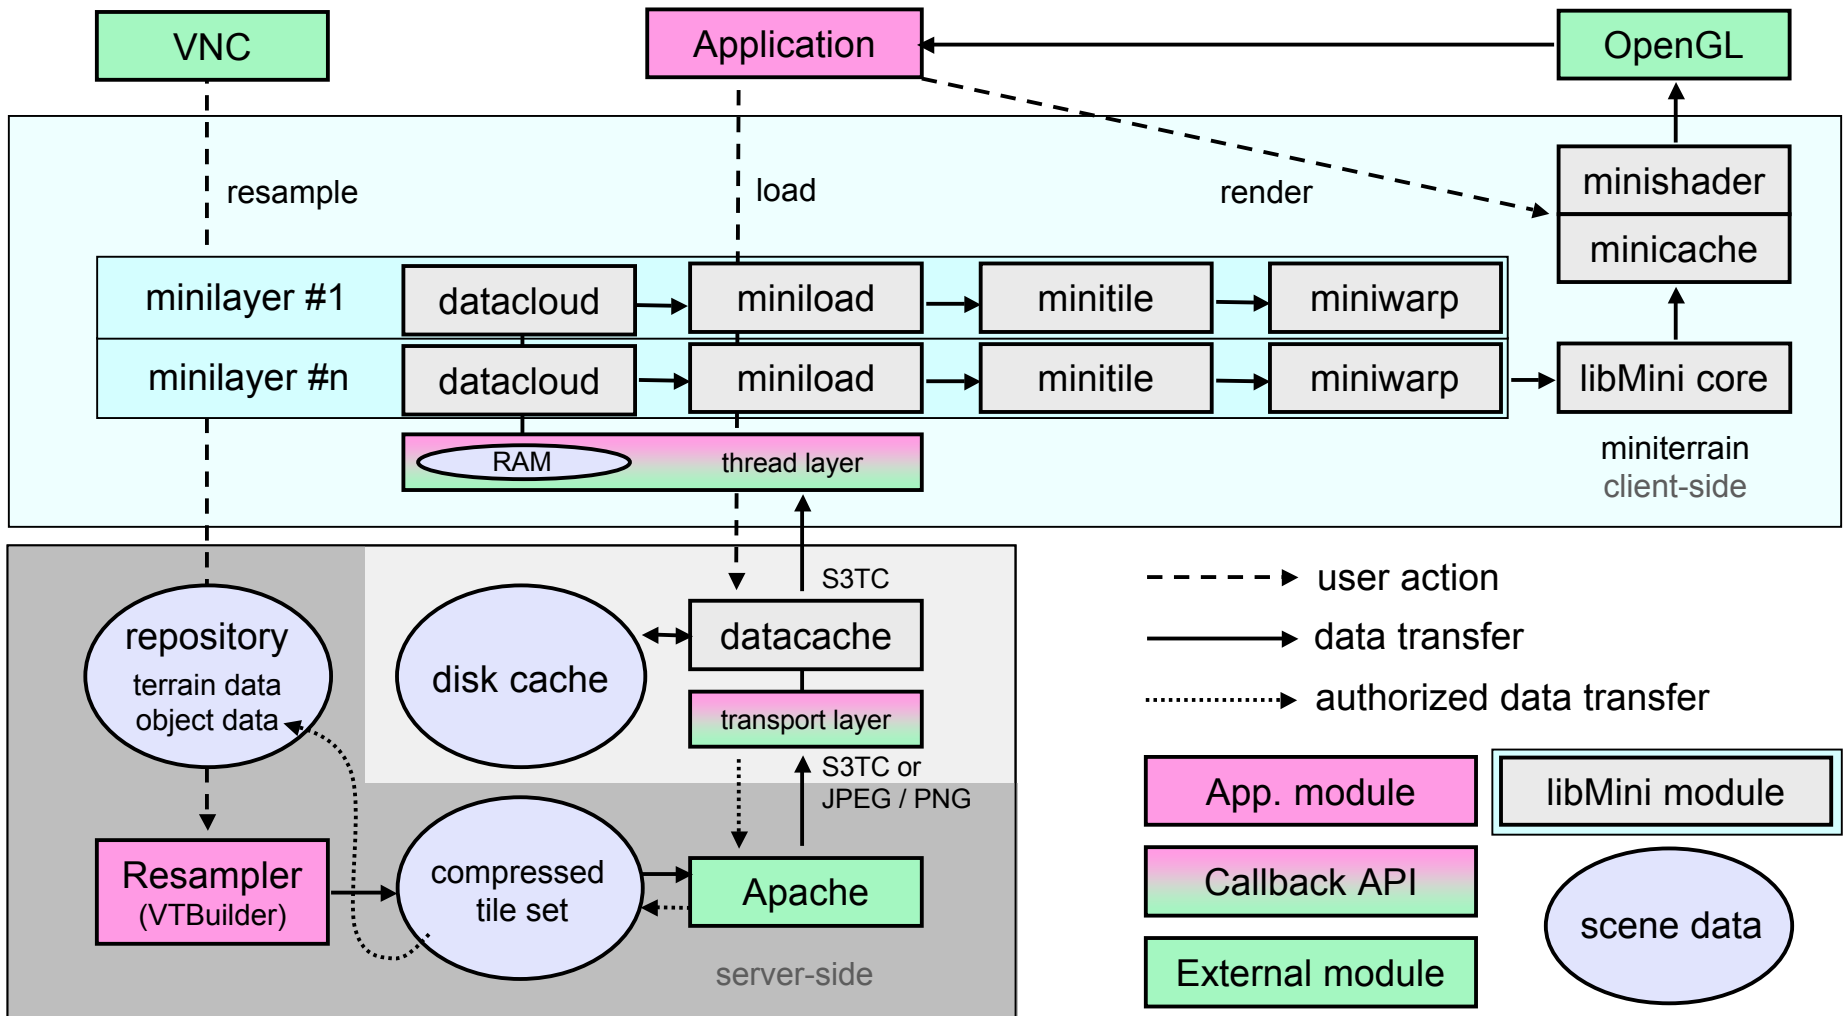 VNC
Application
OpenGL
resample
load
render
minishader
minicache
minilayer #1
datacloud
miniload
minitile
miniwarp
minilayer #n
datacloud
miniload
minitile
miniwarp
libMini core
RAM
thread layer
miniterrain
client-side
S3TC
repository
terrain data
object data
disk cache
datacache
transport layer
S3TC or
JPEG / PNG
Resampler
(VTBuilder)
compressed
tile set
Apache
server-side
user action
data transfer
authorized data transfer
App. module
libMini module
Callback API
scene data
External module